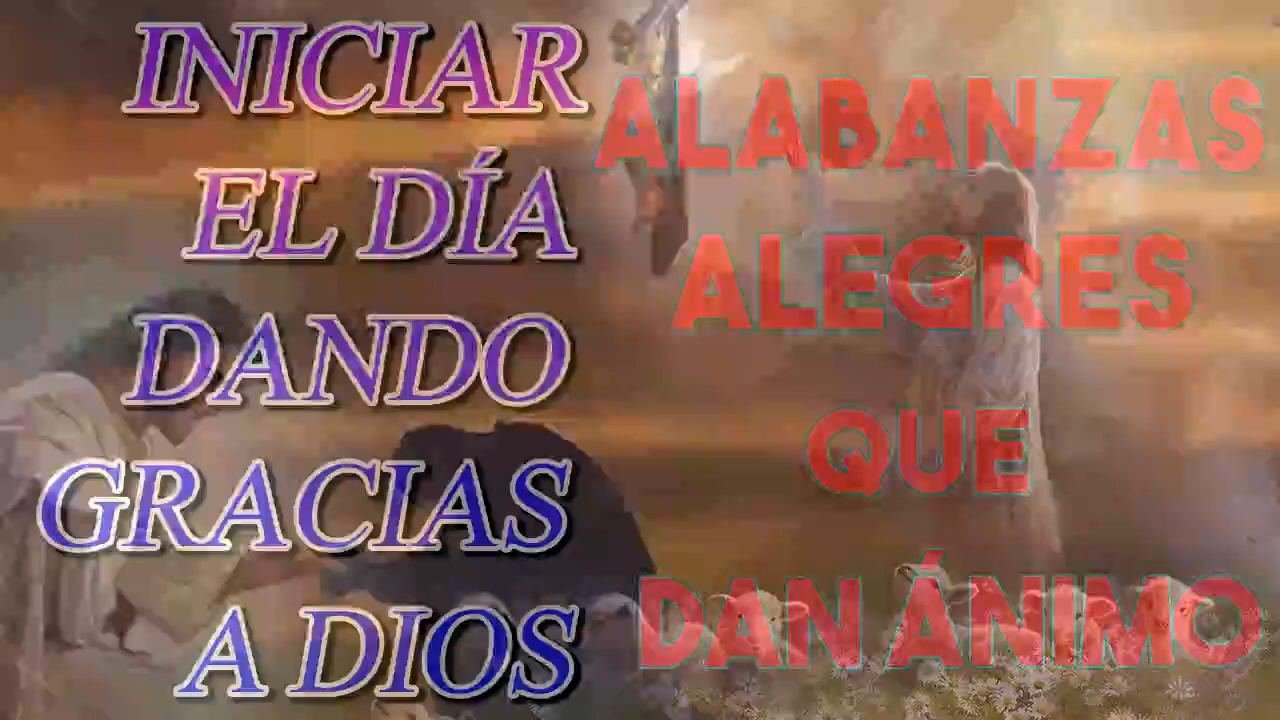 INICIAR
EL DÍA
DANDO
GRACIAS
A DIOS
ALABANZAS
ALEGRES
QUE
DAN ÁNIMO